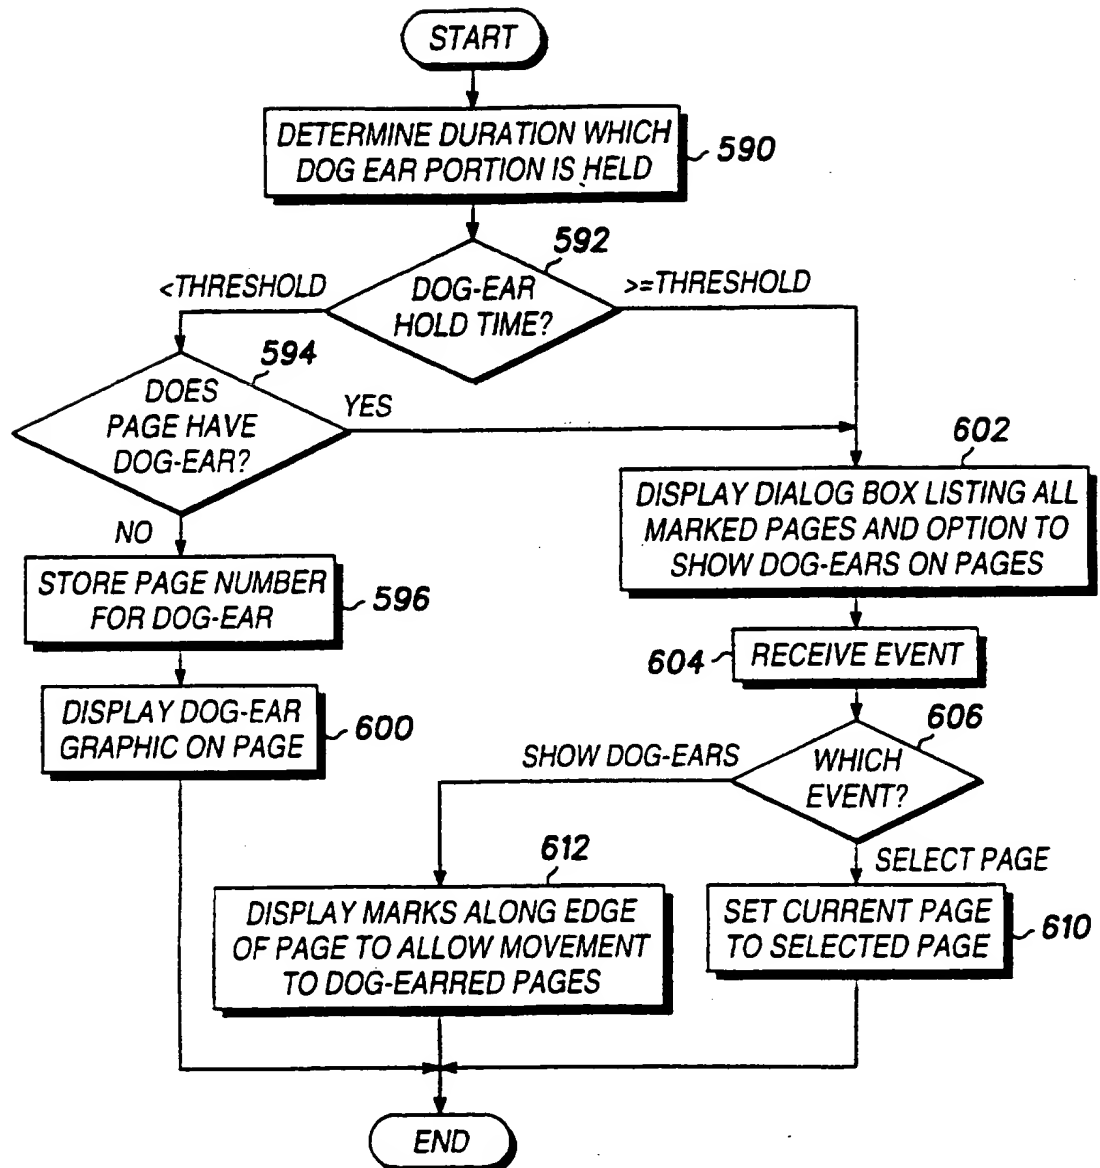 START
DETERMINE DURATION WHICH
DOG EAR PORTION IS HELD
590
592
<THRESHOLD
DOG-EAR
HOLD TIME?
>=THRESHOLD
594
DOES
PAGE HAVE
DOG-EAR?
YES
NO
602
DISPLAY DIALOG BOX LISTING ALL
MARKED PAGES AND OPTION TO
SHOW DOG-EARS ON PAGES
STORE PAGE NUMBER
FOR DOG-EAR
596
604
RECEIVE EVENT
DISPLAY DOG-EAR
GRAPHIC ON PAGE
600
606
SHOW DOG-EARS
WHICH
EVENT?
SELECT PAGE
612
DISPLAY MARKS ALONG EDGE
OF PAGE TO ALLOW MOVEMENT
TO DOG-EARRED PAGES
SET CURRENT PAGE
TO SELECTED PAGE
610
END